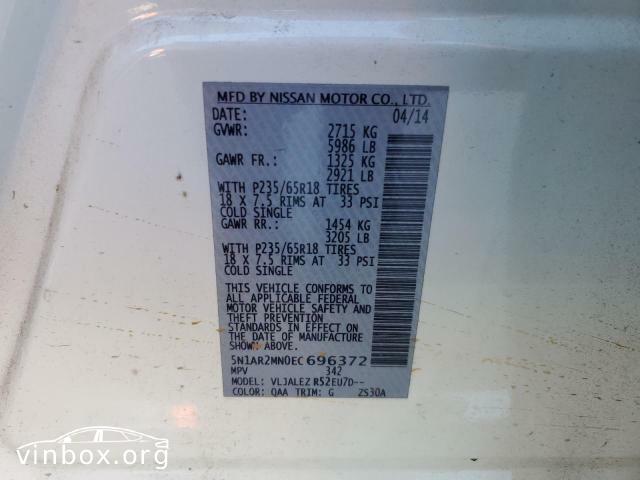 MFD BY NISSAN MOTOR CO., LTD.
DATE: 04/14
GVWR: 2715 KG
5986 LB
GAWR FR.: 1325 KG
2921 LB
WITH P235/65R18 TIRES
18 X 7.5 RIMS AT 33 PSI
COLD SINGLE
GAWR RR.: 1454 KG
3205 LB
WITH P235/65R18 TIRES
18 X 7.5 RIMS AT 33 PSI
COLD SINGLE
THIS VEHICLE CONFORMS TO
ALL APPLICABLE FEDERAL
MOTOR VEHICLE SAFETY AND
THEFT PREVENTION
STANDARDS IN EFFECT ON
THE DATE OF MANUFACTURE
SHOWN ABOVE.
5N1AR2MN0EC696372
MPV 342
MODEL: VLJALEZ R52EU7D--
COLOR: QAA TRIM: G ZS30A
vinbox.org